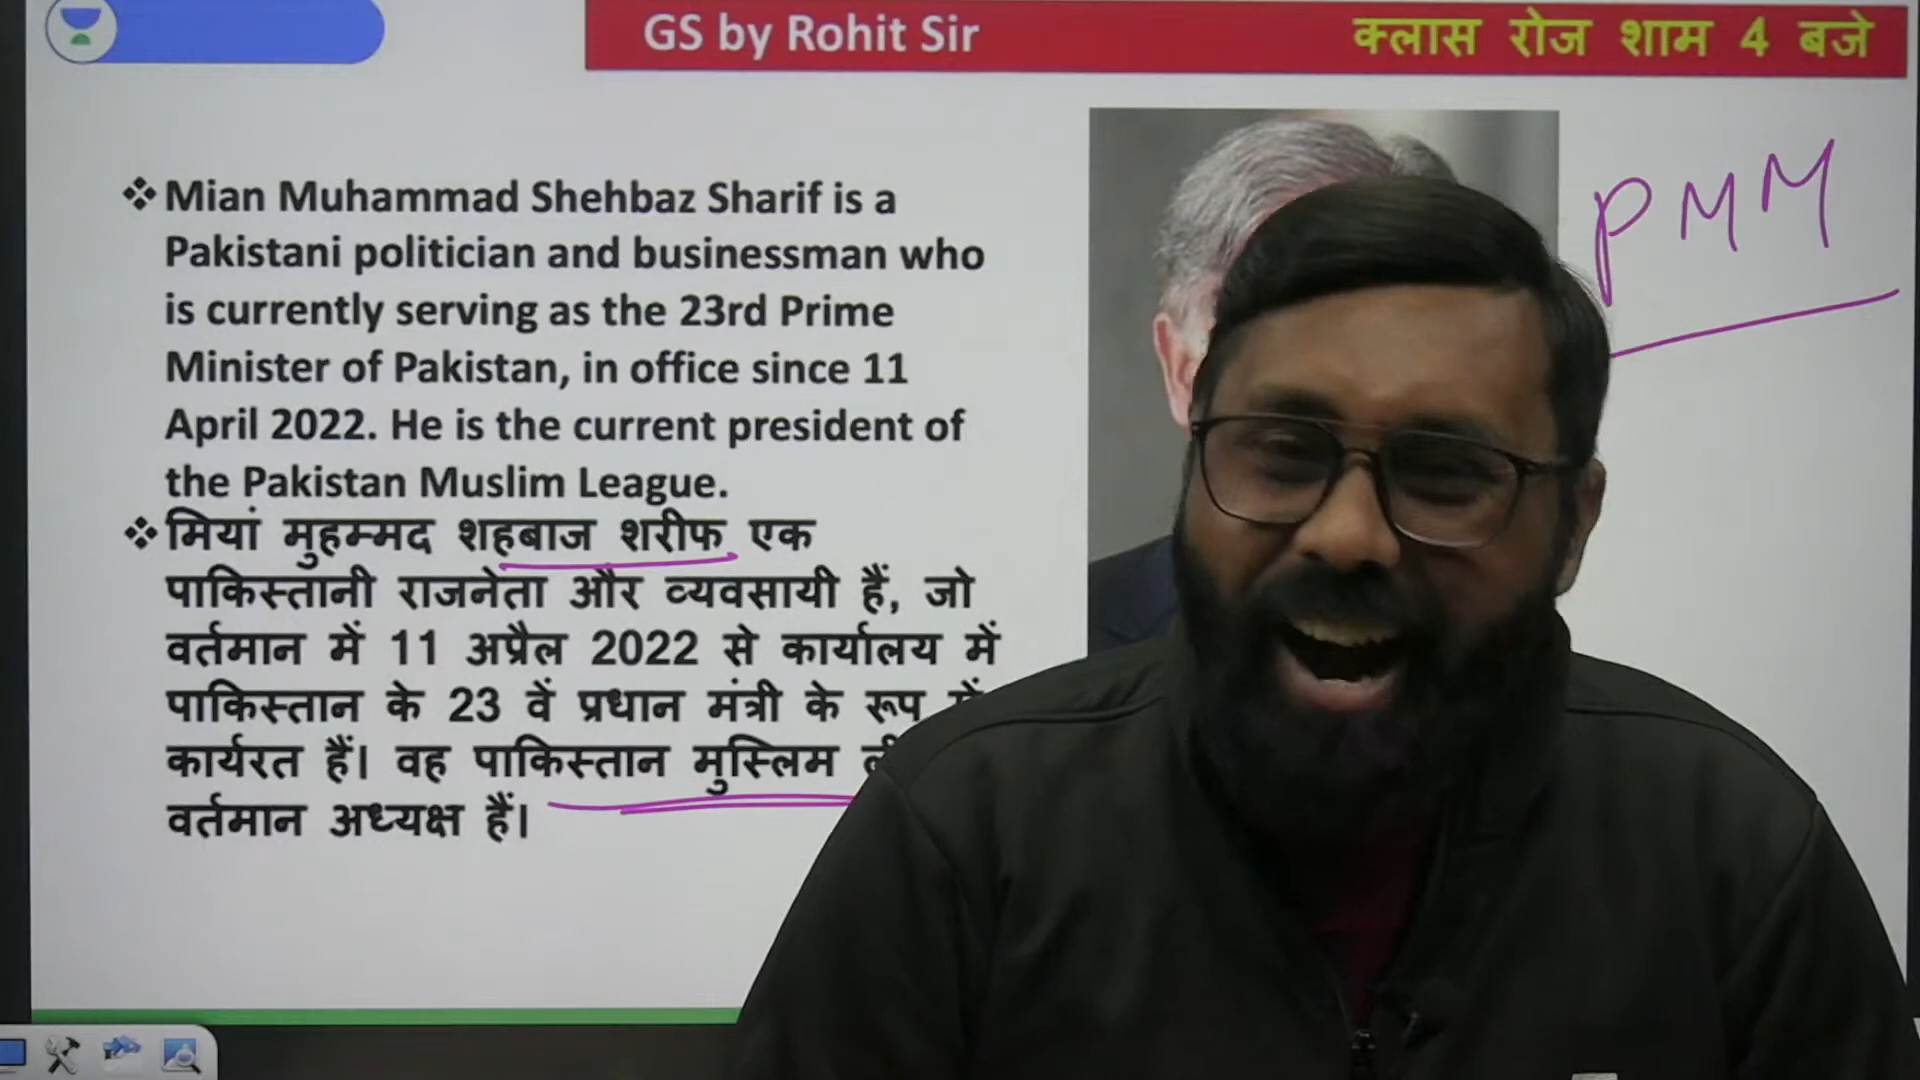 GS by Rohit Sir
क्लास रोज शाम 4 बजे
PMM
❖Mian Muhammad Shehbaz Sharif is a
Pakistani politician and businessman who
is currently serving as the 23rd Prime
Minister of Pakistan, in office since 11
April 2022. He is the current president of
the Pakistan Muslim League.
❖मियां मुहम्मद शहबाज शरीफ एक
पाकिस्तानी राजनेता और व्यवसायी हैं, जो
वर्तमान में 11 अप्रैल 2022 से कार्यालय में
पाकिस्तान के 23 वें प्रधान मंत्री के रूप में
कार्यरत हैं। वह पाकिस्तान मुस्लिम
वर्तमान अध्यक्ष हैं।